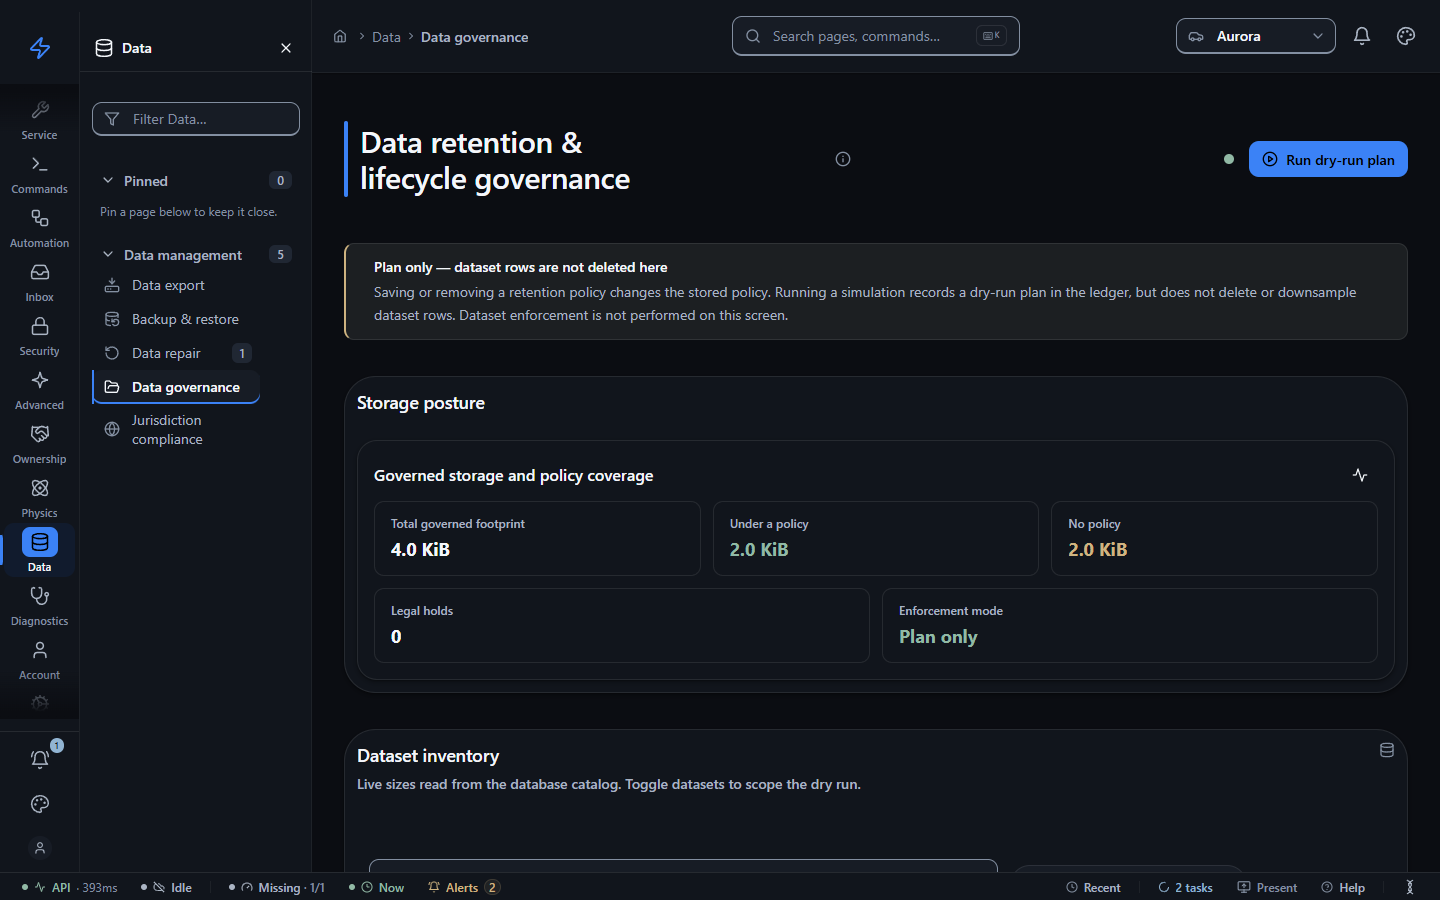 Data
Data
Data governance
Search pages, commands...
K
Aurora
Filter Data...
Service
Commands
Automation
Inbox
Security
Advanced
Ownership
Physics
Data
Diagnostics
Account
1
Pinned
0
Pin a page below to keep it close.
Data management
5
Data export
Backup & restore
Data repair
1
Data governance
Jurisdiction
compliance
Data retention &
lifecycle governance
Run dry-run plan
Plan only — dataset rows are not deleted here
Saving or removing a retention policy changes the stored policy. Running a simulation records a dry-run plan in the ledger, but does not delete or downsample
dataset rows. Dataset enforcement is not performed on this screen.
Storage posture
Governed storage and policy coverage
Total governed footprint
4.0 KiB
Under a policy
2.0 KiB
No policy
2.0 KiB
Legal holds
0
Enforcement mode
Plan only
Dataset inventory
Live sizes read from the database catalog. Toggle datasets to scope the dry run.
API · 393ms
Idle
Missing · 1/1
Now
Alerts 2
Recent
2 tasks
Present
Help